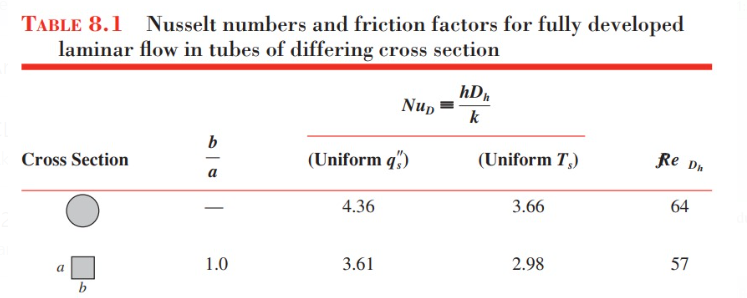 TABLE 8.1 Nusselt numbers and friction factors for fully developed
laminar flow in tubes of differing cross section
Nu_D ≡ hD_h / k
Cross Section b/a (Uniform q″_s) (Uniform T_s) ƒRe_Dh
— 4.36 3.66 64
a
b 1.0 3.61 2.98 57